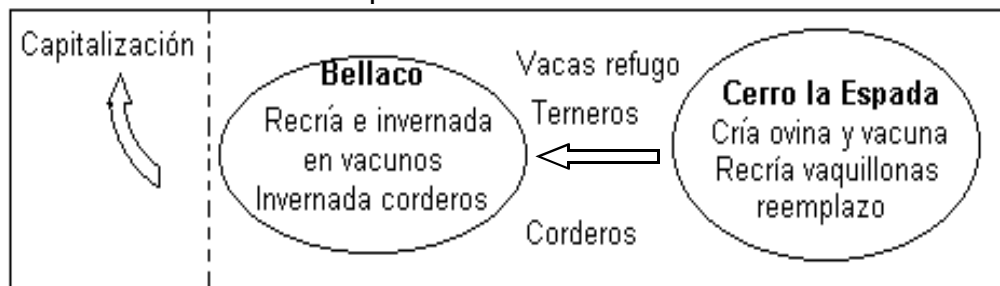 Capitalización
Bellaco
Recría e invernada
en vacunos
Invernada corderos
Vacas refugo
Terneros
Corderos
Cerro la Espada
Cría ovina y vacuna
Recría vaquillonas
reemplazo